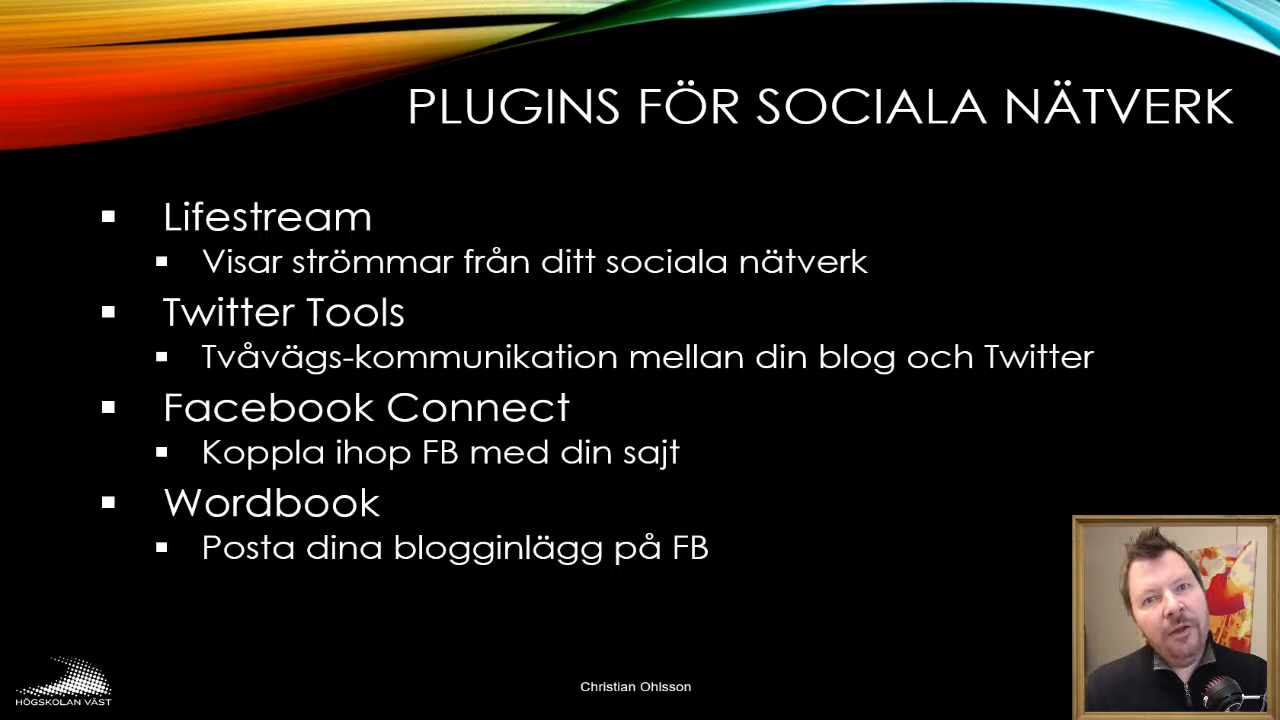 PLUGINS FÖR SOCIALA NÄTVERK
Lifestream
Visar strömmar från ditt sociala nätverk
Twitter Tools
Tvåvägs-kommunikation mellan din blog och Twitter
Facebook Connect
Koppla ihop FB med din sajt
Wordbook
Posta dina blogginlägg på FB
HÖGSKOLAN VÄST
Christian Ohlsson